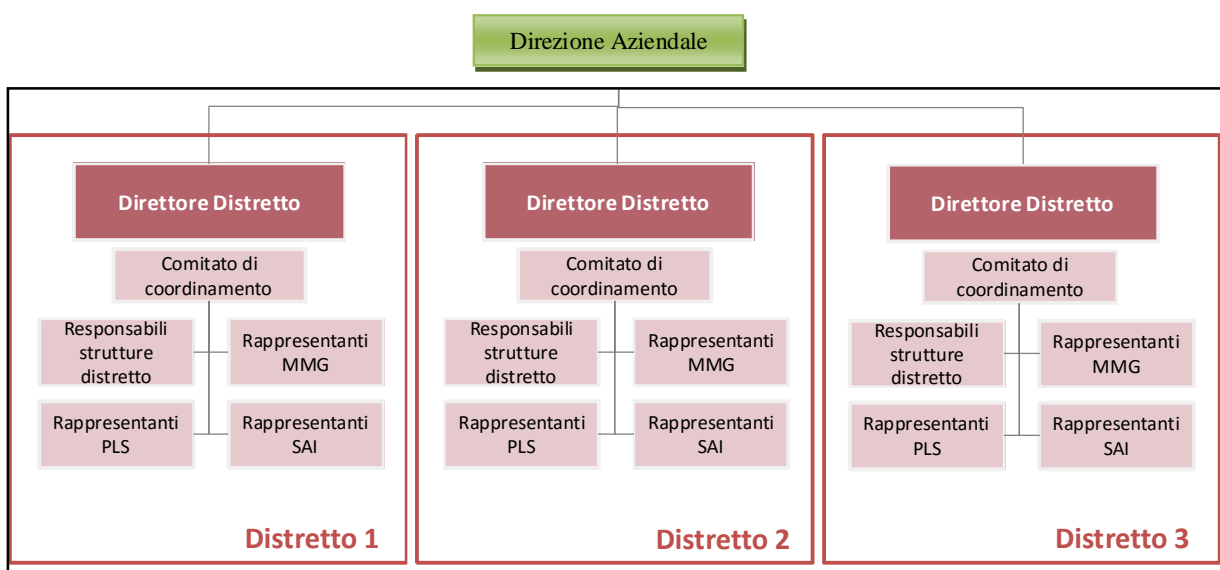 Direzione Aziendale
Direttore Distretto
Comitato di
coordinamento
Responsabili
strutture
distretto
Rappresentanti
MMG
Rappresentanti
PLS
Rappresentanti
SAI
Distretto 1
Direttore Distretto
Comitato di
coordinamento
Responsabili
strutture
distretto
Rappresentanti
MMG
Rappresentanti
PLS
Rappresentanti
SAI
Distretto 2
Direttore Distretto
Comitato di
coordinamento
Responsabili
strutture
distretto
Rappresentanti
MMG
Rappresentanti
PLS
Rappresentanti
SAI
Distretto 3